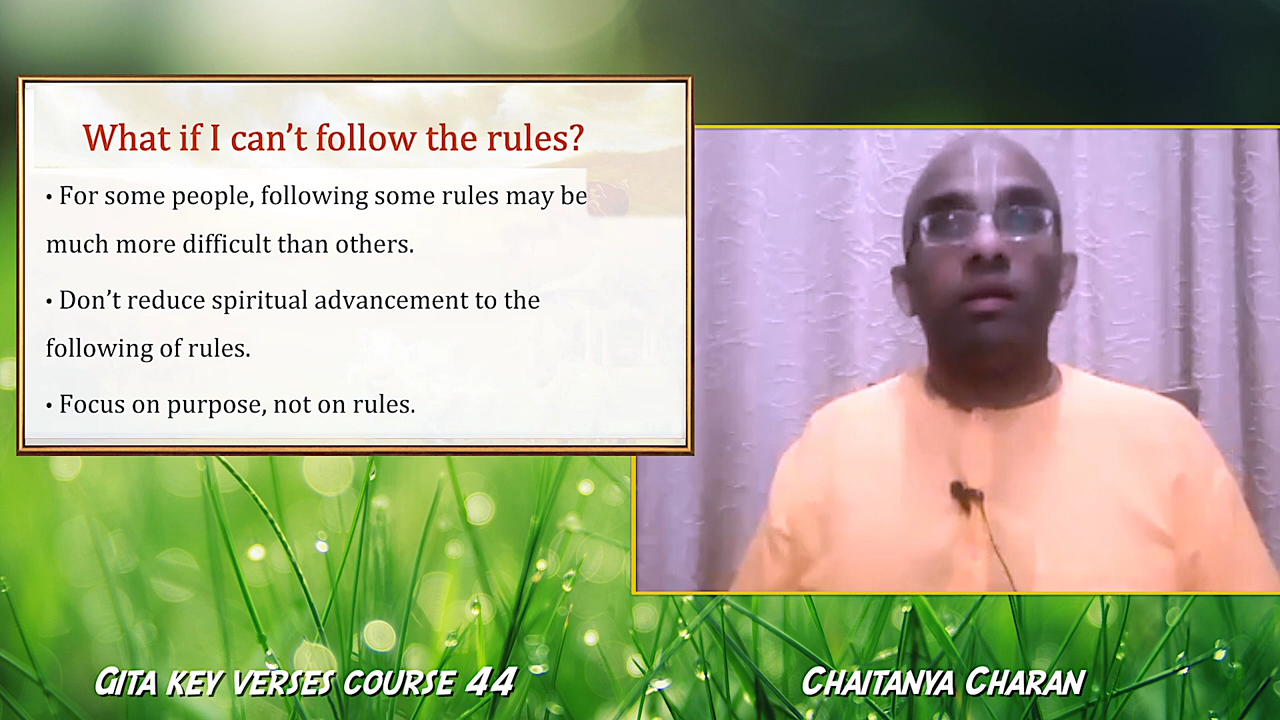 What if I can’t follow the rules?
• For some people, following some rules may be
much more difficult than others.
• Don’t reduce spiritual advancement to the
following of rules.
• Focus on purpose, not on rules.
Gita key verses course 44
Chaitanya Charan